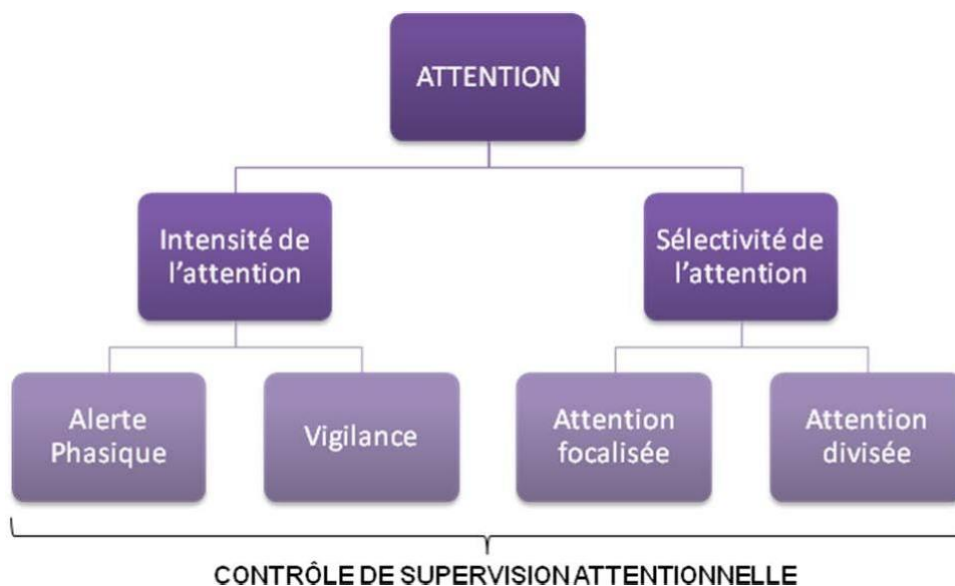 ATTENTION
Intensité de
l'attention
Sélectivité de
l'attention
Alerte
Phasique
Vigilance
Attention
focalisée
Attention
divisée
CONTRÔLE DE SUPERVISION ATTENTIONNELLE